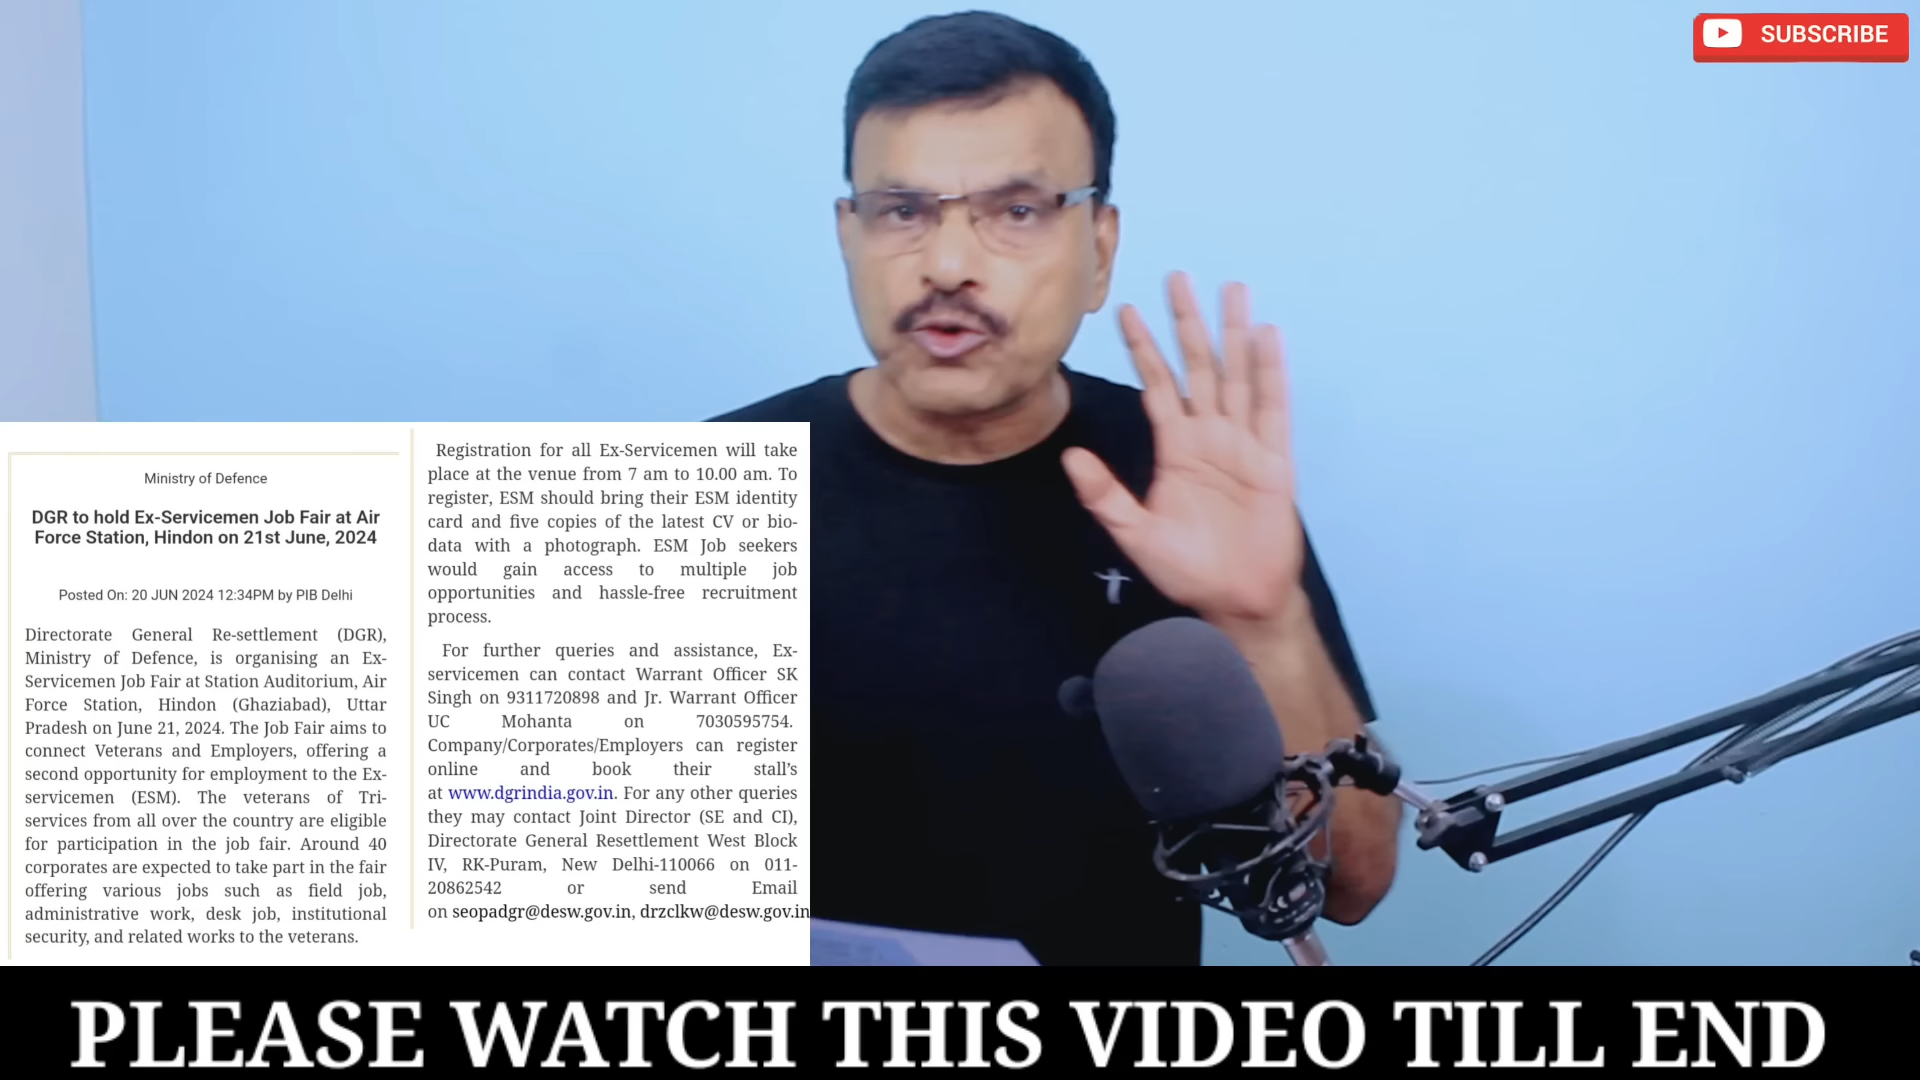 SUBSCRIBE
Ministry of Defence
DGR to hold Ex-Servicemen Job Fair at Air
Force Station, Hindon on 21st June, 2024
Posted On: 20 JUN 2024 12:34PM by PIB Delhi
Directorate General Re-settlement (DGR),
Ministry of Defence, is organising an Ex-
Servicemen Job Fair at Station Auditorium, Air
Force Station, Hindon (Ghaziabad), Uttar
Pradesh on June 21, 2024. The Job Fair aims to
connect Veterans and Employers, offering a
second opportunity for employment to the Ex-
servicemen (ESM). The veterans of Tri-
services from all over the country are eligible
for participation in the job fair. Around 40
corporates are expected to take part in the fair
offering various jobs such as field job,
administrative work, desk job, institutional
security, and related works to the veterans.
Registration for all Ex-Servicemen will take
place at the venue from 7 am to 10.00 am. To
register, ESM should bring their ESM identity
card and five copies of the latest CV or bio-
data with a photograph. ESM Job seekers
would gain access to multiple job
opportunities and hassle-free recruitment
process.
For further queries and assistance, Ex-
servicemen can contact Warrant Officer SK
Singh on 9311720898 and Jr. Warrant Officer
UC Mohanta on 7030595754.
Company/Corporates/Employers can register
online and book their stall’s
at www.dgrindia.gov.in. For any other queries
they may contact Joint Director (SE and CI),
Directorate General Resettlement West Block
IV, RK-Puram, New Delhi-110066 on 011-
20862542 or send Email
on seopadgr@desw.gov.in, drzclkw@desw.gov.in
PLEASE WATCH THIS VIDEO TILL END